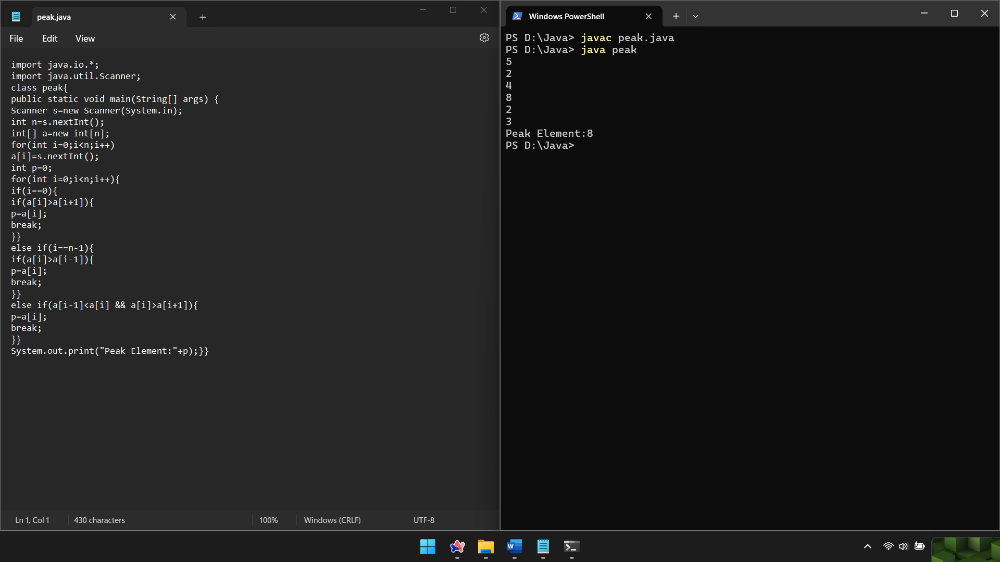 peak.java
File Edit View
import java.io.*;
import java.util.Scanner;
class peak{
public static void main(String[] args) {
Scanner s=new Scanner(System.in);
int n=s.nextInt();
int[] a=new int[n];
for(int i=0;i<n;i++)
a[i]=s.nextInt();
int p=0;
for(int i=0;i<n;i++){
if(i==0){
if(a[i]>a[i+1]){
p=a[i];
break;
}}
else if(i==n-1){
if(a[i]>a[i-1]){
p=a[i];
break;
}}
else if(a[i-1]<a[i] && a[i]>a[i+1]){
p=a[i];
break;
}}
System.out.print("Peak Element:"+p);}}
Ln 1, Col 1 430 characters 100% Windows (CRLF) UTF-8
Windows PowerShell
PS D:\Java> javac peak.java
PS D:\Java> java peak
5
2
4
8
2
3
Peak Element:8
PS D:\Java>
W